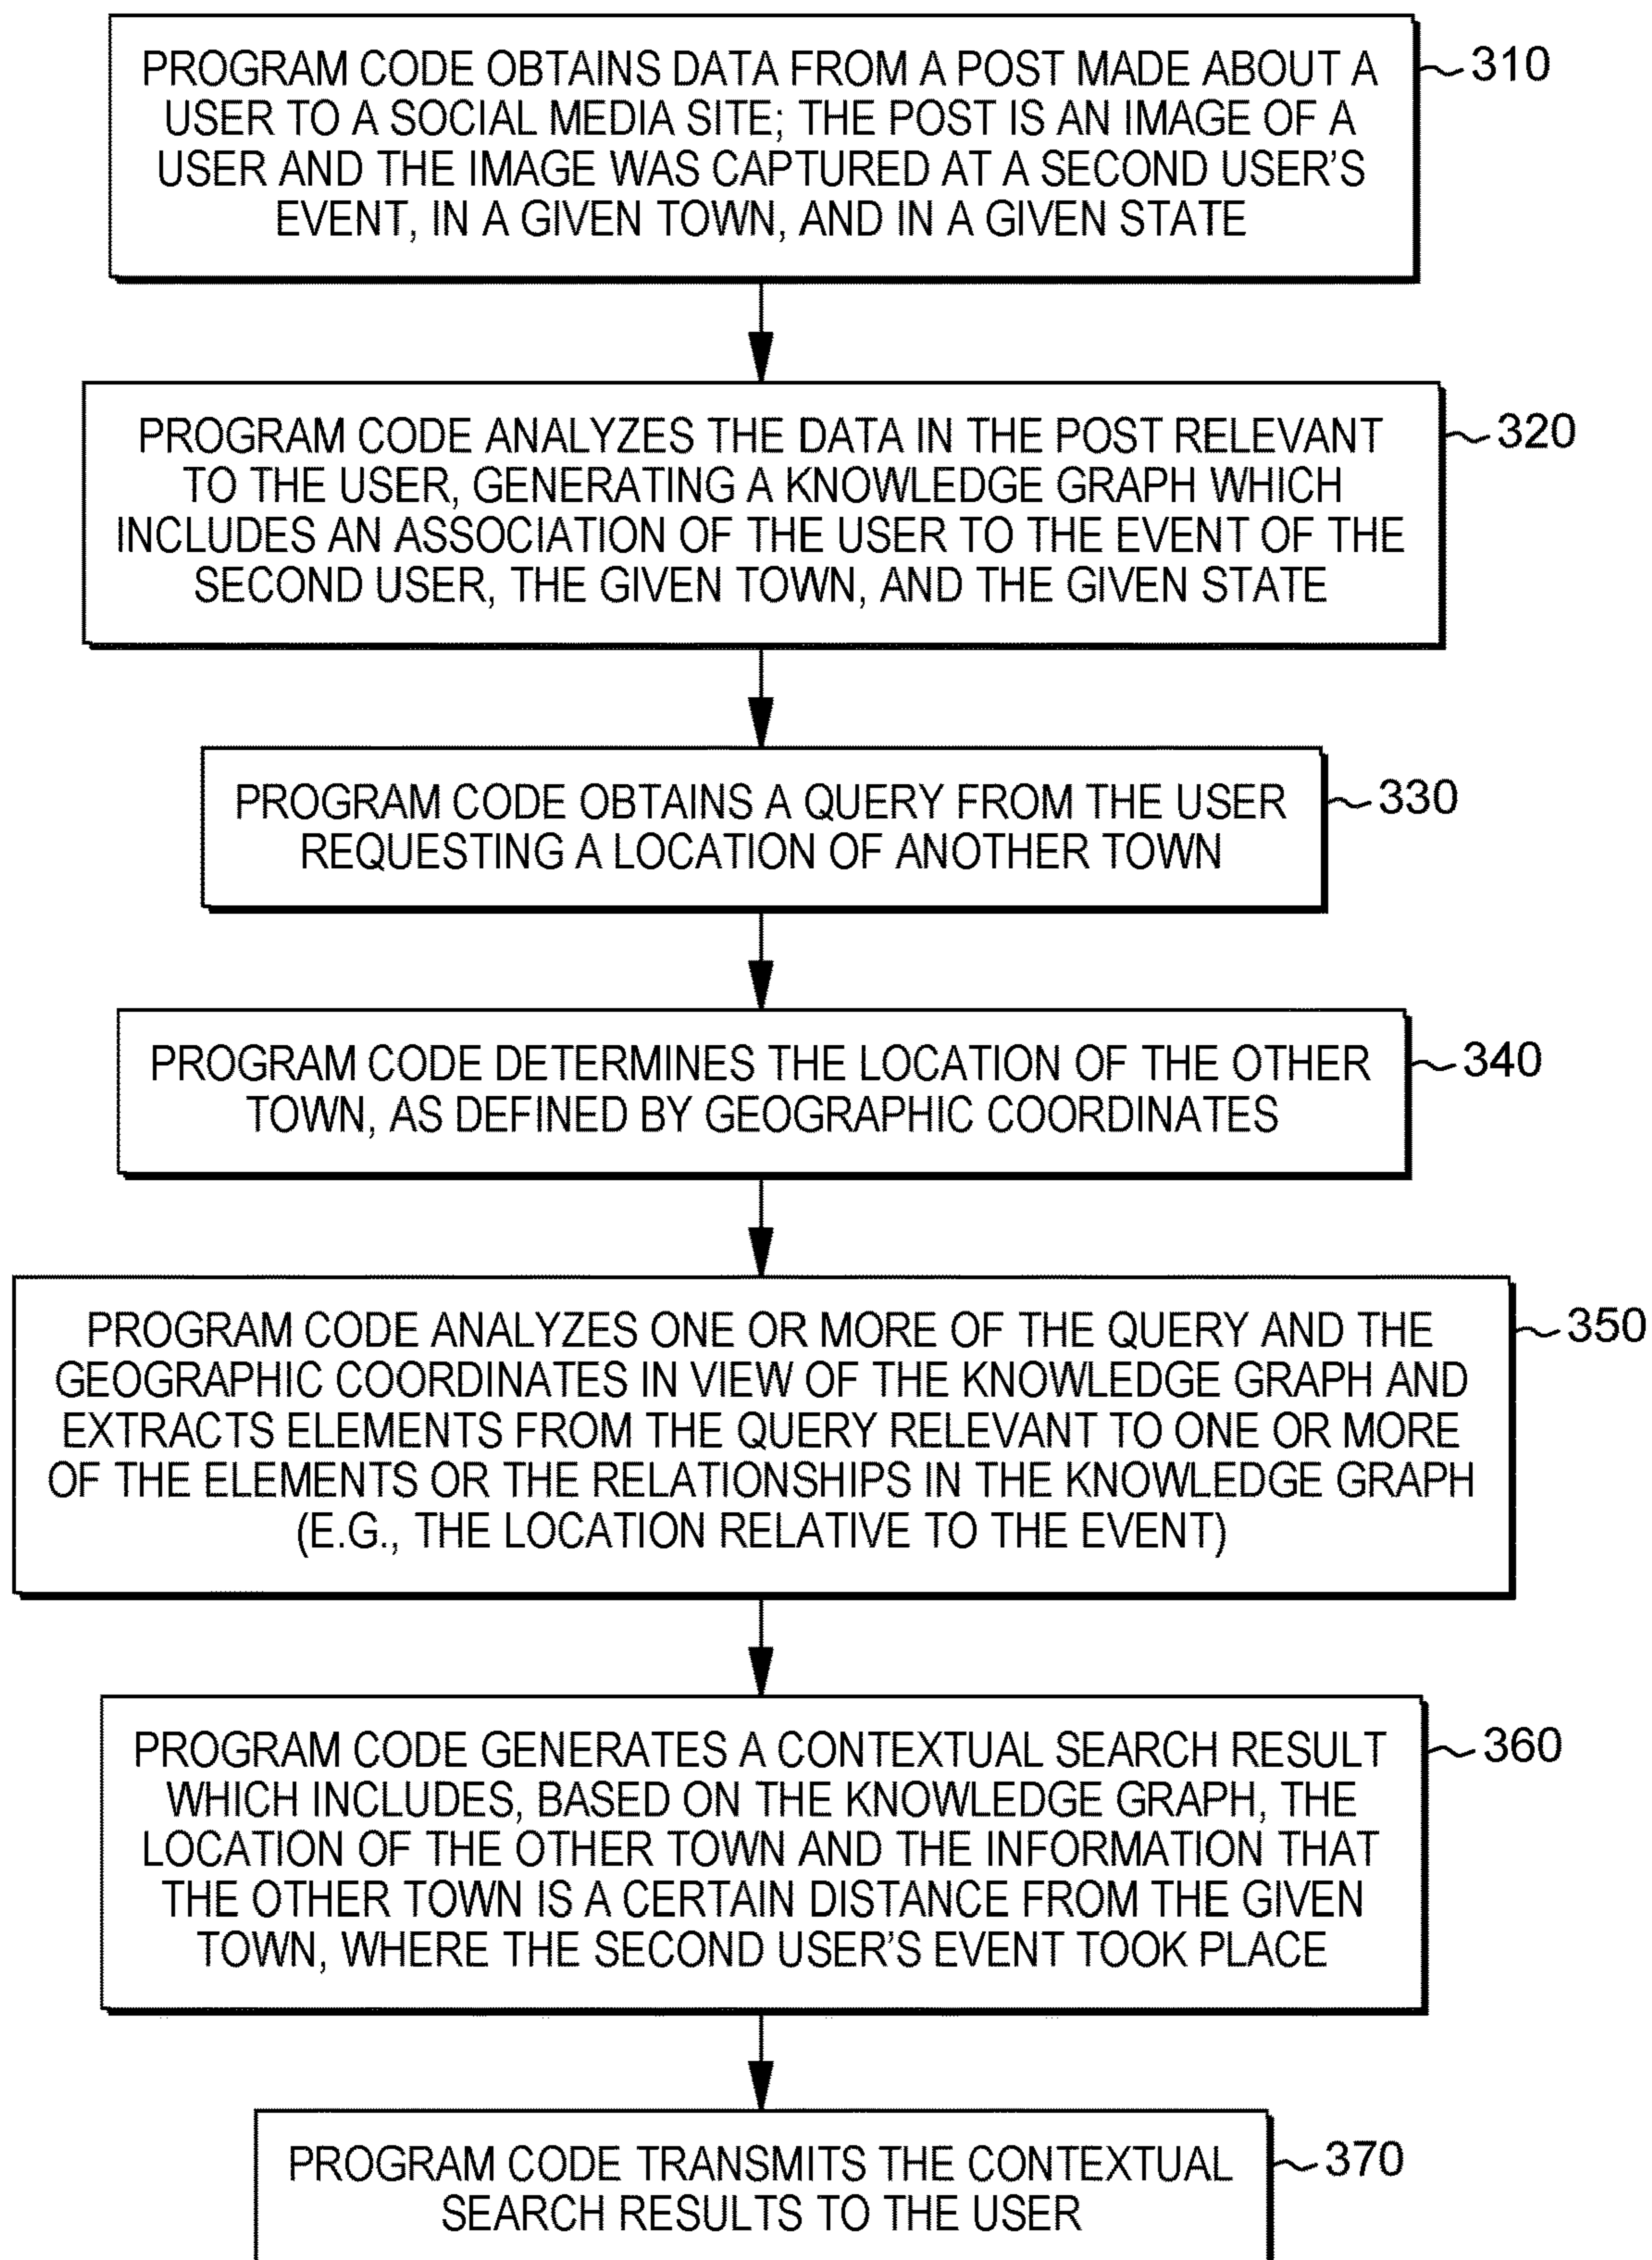 PROGRAM CODE OBTAINS DATA FROM A POST MADE ABOUT A
USER TO A SOCIAL MEDIA SITE; THE POST IS AN IMAGE OF A
USER AND THE IMAGE WAS CAPTURED AT A SECOND USER'S
EVENT, IN A GIVEN TOWN, AND IN A GIVEN STATE
310
PROGRAM CODE ANALYZES THE DATA IN THE POST RELEVANT
TO THE USER, GENERATING A KNOWLEDGE GRAPH WHICH
INCLUDES AN ASSOCIATION OF THE USER TO THE EVENT OF THE
SECOND USER, THE GIVEN TOWN, AND THE GIVEN STATE
320
PROGRAM CODE OBTAINS A QUERY FROM THE USER
REQUESTING A LOCATION OF ANOTHER TOWN
330
PROGRAM CODE DETERMINES THE LOCATION OF THE OTHER
TOWN, AS DEFINED BY GEOGRAPHIC COORDINATES
340
PROGRAM CODE ANALYZES ONE OR MORE OF THE QUERY AND THE
GEOGRAPHIC COORDINATES IN VIEW OF THE KNOWLEDGE GRAPH AND
EXTRACTS ELEMENTS FROM THE QUERY RELEVANT TO ONE OR MORE
OF THE ELEMENTS OR THE RELATIONSHIPS IN THE KNOWLEDGE GRAPH
(E.G., THE LOCATION RELATIVE TO THE EVENT)
350
PROGRAM CODE GENERATES A CONTEXTUAL SEARCH RESULT
WHICH INCLUDES, BASED ON THE KNOWLEDGE GRAPH, THE
LOCATION OF THE OTHER TOWN AND THE INFORMATION THAT
THE OTHER TOWN IS A CERTAIN DISTANCE FROM THE GIVEN
TOWN, WHERE THE SECOND USER'S EVENT TOOK PLACE
360
PROGRAM CODE TRANSMITS THE CONTEXTUAL
SEARCH RESULTS TO THE USER
370